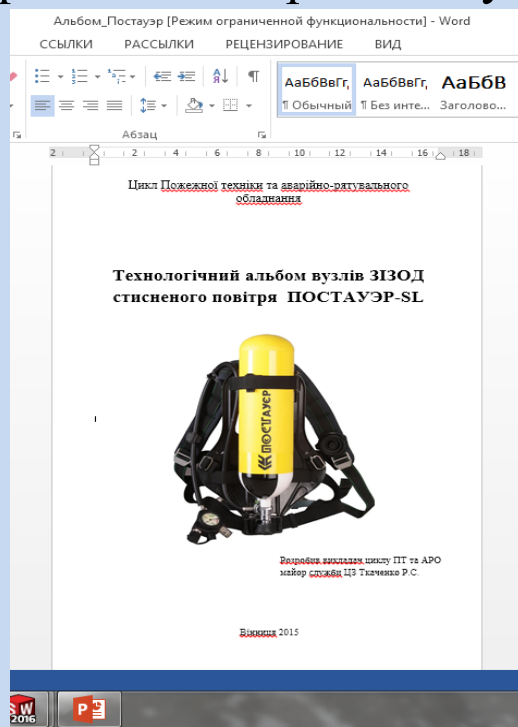 Альбом_Постауэр [Режим ограниченной функциональности] - Word
ССЫЛКИ РАССЫЛКИ РЕЦЕНЗИРОВАНИЕ ВИД
АаБбВвГг, АаБбВвГг, АаБбВ
¶ Обычный ¶ Без инте... Заголово...
Абзац
2 2 4 6 8 10 12 14 16 18
Цикл Пожежної техніки та аварійно-рятувального
обладнання
Технологічний альбом вузлів ЗІЗОД
стисненого повітря ПОСТАУЭР-SL
ПОСТАУЕР
Розробив викладач циклу ПТ та АРО
майор служби ЦЗ Ткаченко Р.С.
Вінниця 2015
SW
2016
P